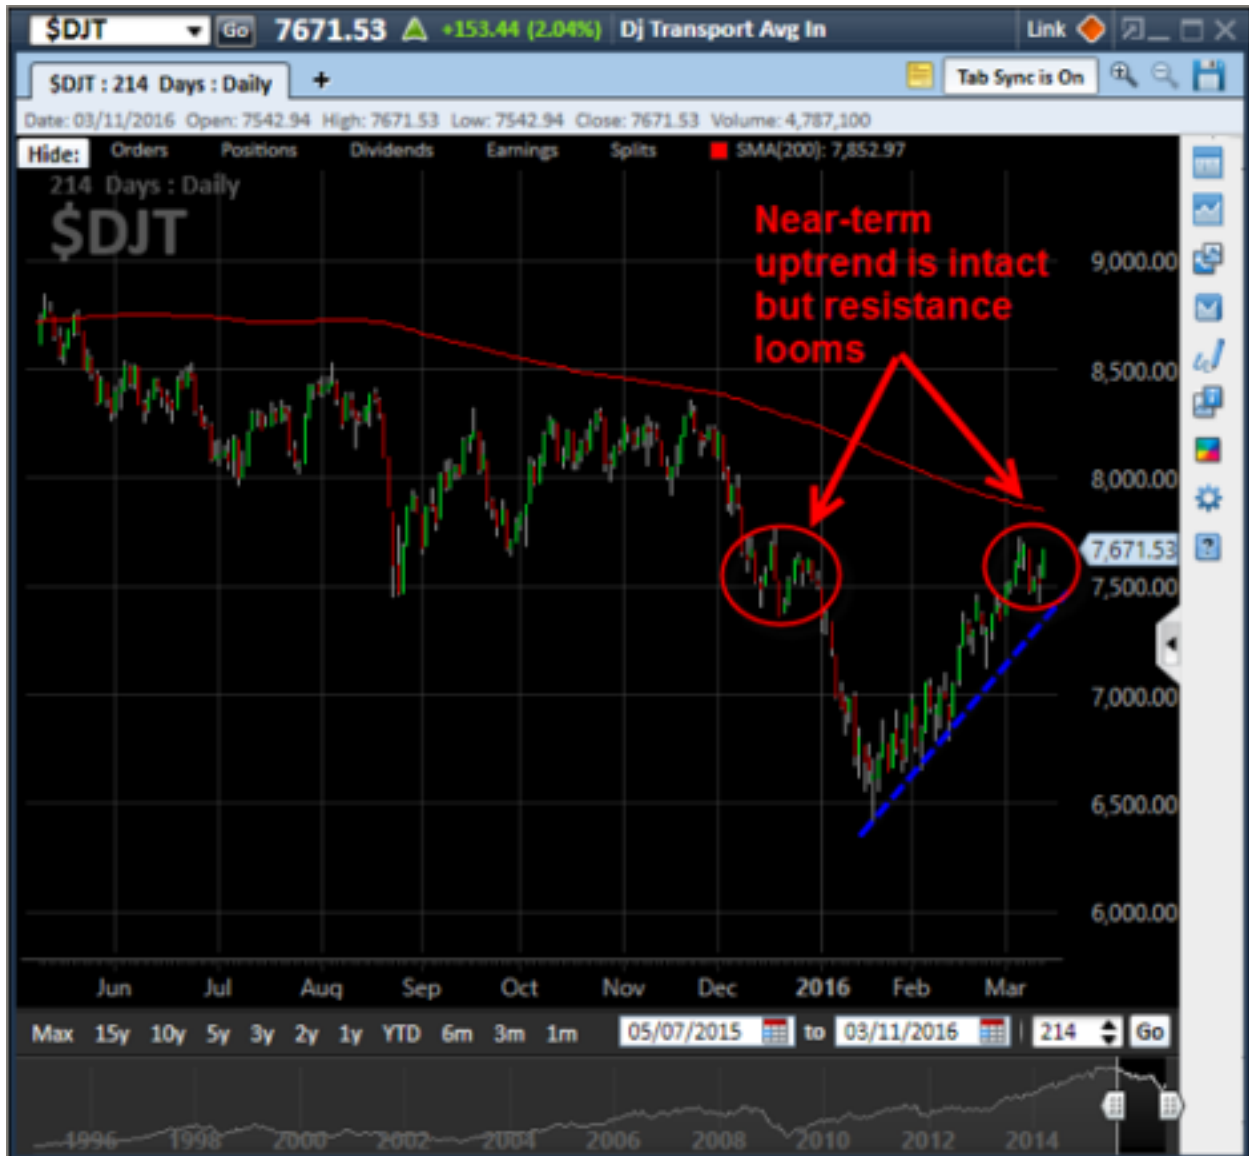 $DJT Go 7671.53 +153.44 (2.04%) Dj Transport Avg In Link
$DJT : 214 Days : Daily + Tab Sync is On
Date: 03/11/2016 Open: 7542.94 High: 7671.53 Low: 7542.94 Close: 7671.53 Volume: 4,787,100
Hide: Orders Positions Dividends Earnings Splits SMA(200): 7,852.97
214 Days : Daily
$DJT
Near-term
uptrend is intact
but resistance
looms
9,000.00
8,500.00
8,000.00
7,671.53
7,500.00
7,000.00
6,500.00
6,000.00
Jun Jul Aug Sep Oct Nov Dec 2016 Feb Mar
Max 15y 10y 5y 3y 2y 1y YTD 6m 3m 1m 05/07/2015 to 03/11/2016 214 Go
1996 1998 2000 2002 2004 2006 2008 2010 2012 2014